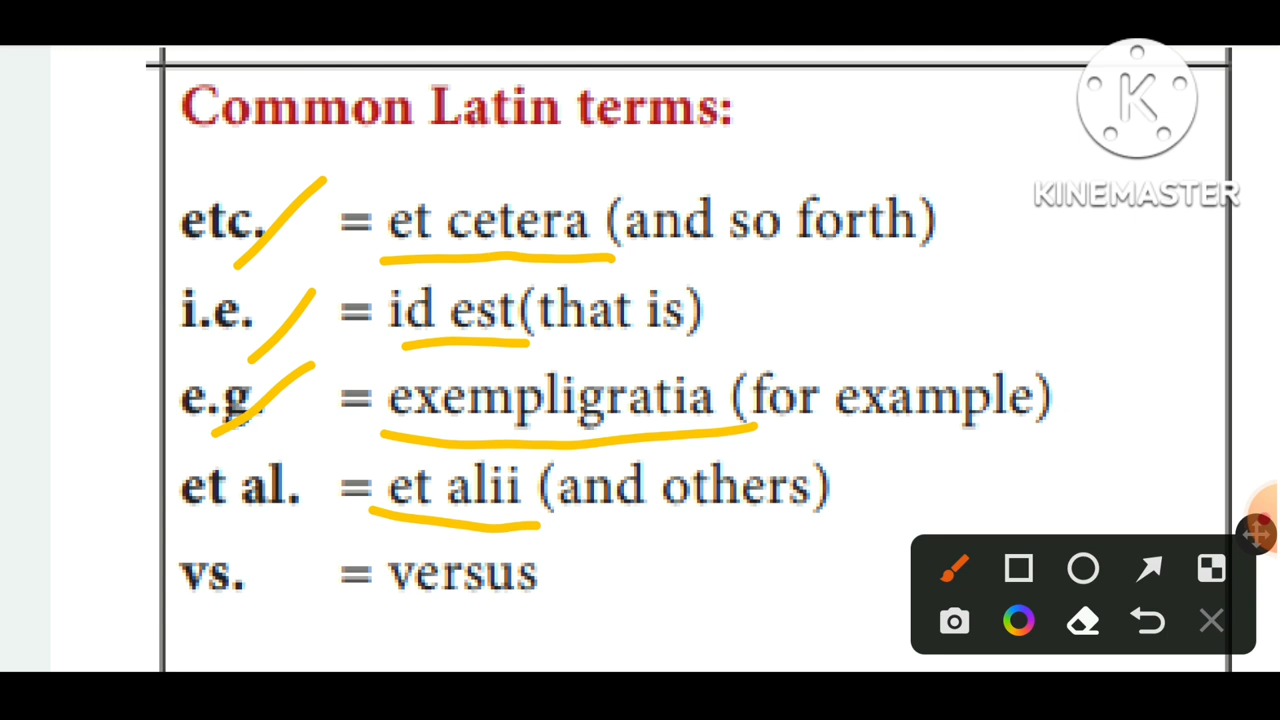 Common Latin terms:
K
KINEMASTER
etc. = et cetera (and so forth)
i.e. = id est(that is)
e.g. = exempligratia (for example)
et al. = et alii (and others)
vs. = versus